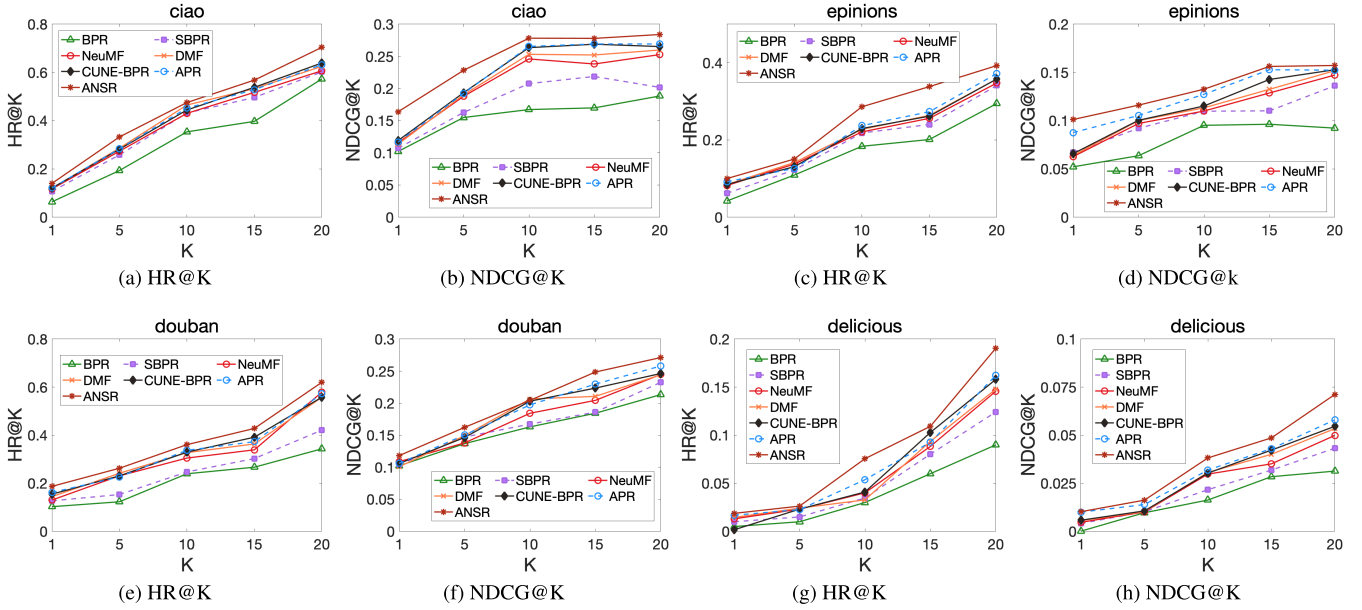 ciao
HR@K
0.8
0.6
0.4
0.2
0
BPR SBPR
NeuMF DMF
CUNE-BPR APR
ANSR
1 5 10 15 20
K
(a) HR@K
ciao
NDCG@K
0.3
0.25
0.2
0.15
0.1
0.05
0
BPR SBPR NeuMF
DMF CUNE-BPR APR
ANSR
1 5 10 15 20
K
(b) NDCG@K
epinions
HR@K
0.4
0.2
0
BPR SBPR NeuMF
DMF CUNE-BPR APR
ANSR
1 5 10 15 20
K
(c) HR@K
epinions
NDCG@K
0.2
0.15
0.1
0.05
0
BPR SBPR NeuMF
DMF CUNE-BPR APR
ANSR
1 5 10 15 20
K
(d) NDCG@k
douban
HR@K
0.8
0.6
0.4
0.2
0
BPR SBPR NeuMF
DMF CUNE-BPR APR
ANSR
1 5 10 15 20
K
(e) HR@K
douban
NDCG@K
0.3
0.25
0.2
0.15
0.1
0.05
0
BPR SBPR NeuMF
DMF CUNE-BPR APR
ANSR
1 5 10 15 20
K
(f) NDCG@K
delicious
HR@K
0.2
0.15
0.1
0.05
0
BPR
SBPR
NeuMF
DMF
CUNE-BPR
APR
ANSR
1 5 10 15 20
K
(g) HR@K
delicious
NDCG@K
0.1
0.075
0.05
0.025
0
BPR
SBPR
NeuMF
DMF
CUNE-BPR
APR
ANSR
1 5 10 15 20
K
(h) NDCG@K